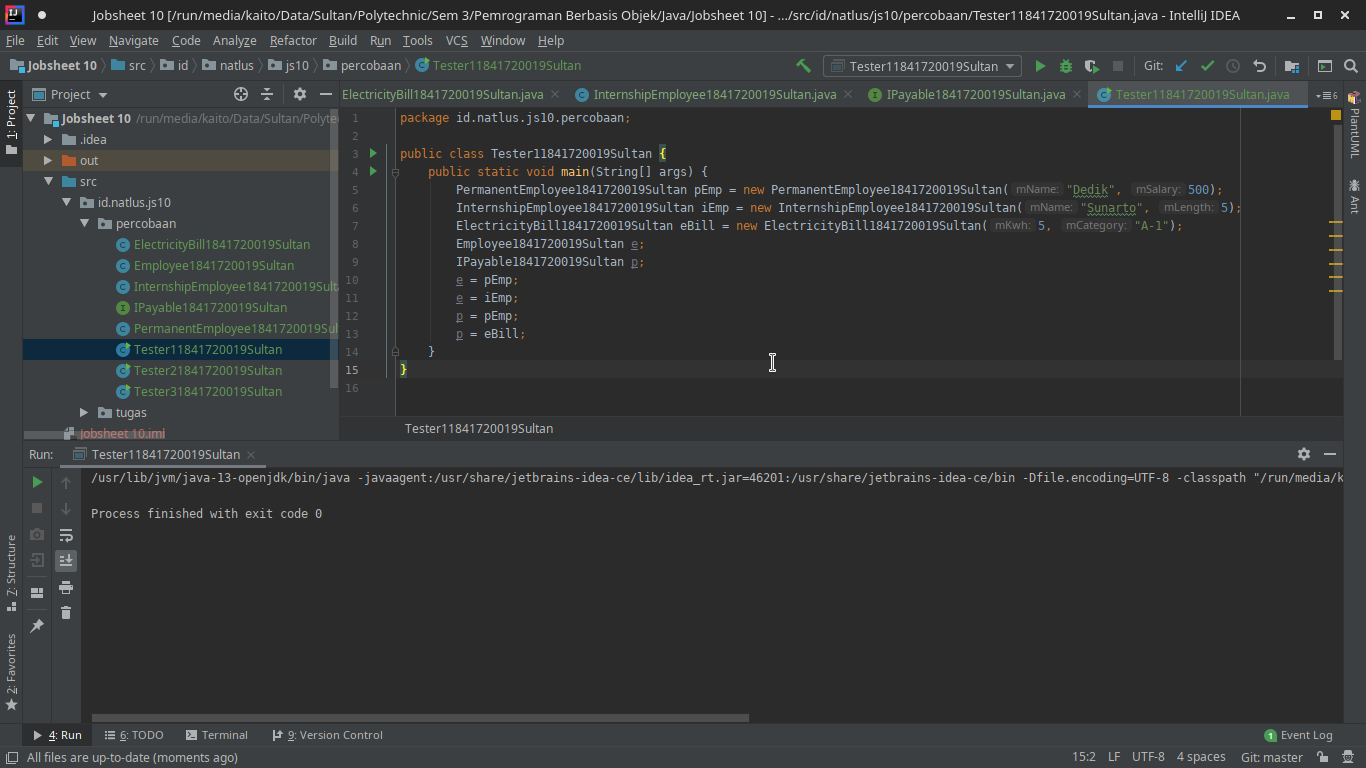 Jobsheet 10 [/run/media/kaito/Data/Sultan/Polytechnic/Sem 3/Pemrograman Berbasis Objek/Java/Jobsheet 10] - .../src/id/natlus/js10/percobaan/Tester11841720019Sultan.java - IntelliJ IDEA
File Edit View Navigate Code Analyze Refactor Build Run Tools VCS Window Help
Jobsheet 10 src id natlus js10 percobaan Tester11841720019Sultan Tester11841720019Sultan Git:
1: Project
Project
ElectricityBill1841720019Sultan.java InternshipEmployee1841720019Sultan.java IPayable1841720019Sultan.java Tester11841720019Sultan.java 6
Jobsheet 10 /run/media/kaito/Data/Sultan/Polyte
.idea
out
src
id.natlus.js10
percobaan
ElectricityBill1841720019Sultan
Employee1841720019Sultan
InternshipEmployee1841720019Sult
IPayable1841720019Sultan
PermanentEmployee1841720019Sul
Tester11841720019Sultan
Tester21841720019Sultan
Tester31841720019Sultan
tugas
Jobsheet 10.iml
1 package id.natlus.js10.percobaan;
2
3 public class Tester11841720019Sultan {
4 public static void main(String[] args) {
5 PermanentEmployee1841720019Sultan pEmp = new PermanentEmployee1841720019Sultan( mName: "Dedik", mSalary: 500);
6 InternshipEmployee1841720019Sultan iEmp = new InternshipEmployee1841720019Sultan( mName: "Sunarto", mLength: 5);
7 ElectricityBill1841720019Sultan eBill = new ElectricityBill1841720019Sultan( mKwh: 5, mCategory: "A-1");
8 Employee1841720019Sultan e;
9 IPayable1841720019Sultan p;
10 e = pEmp;
11 e = iEmp;
12 p = pEmp;
13 p = eBill;
14 }
15 }
16
Tester11841720019Sultan
PlantUML
Ant
Run: Tester11841720019Sultan
/usr/lib/jvm/java-13-openjdk/bin/java -javaagent:/usr/share/jetbrains-idea-ce/lib/idea_rt.jar=46201:/usr/share/jetbrains-idea-ce/bin -Dfile.encoding=UTF-8 -classpath "/run/media/k
Process finished with exit code 0
7: Structure
2: Favorites
4: Run 6: TODO Terminal 9: Version Control 1 Event Log
All files are up-to-date (moments ago) 15:2 LF UTF-8 4 spaces Git: master